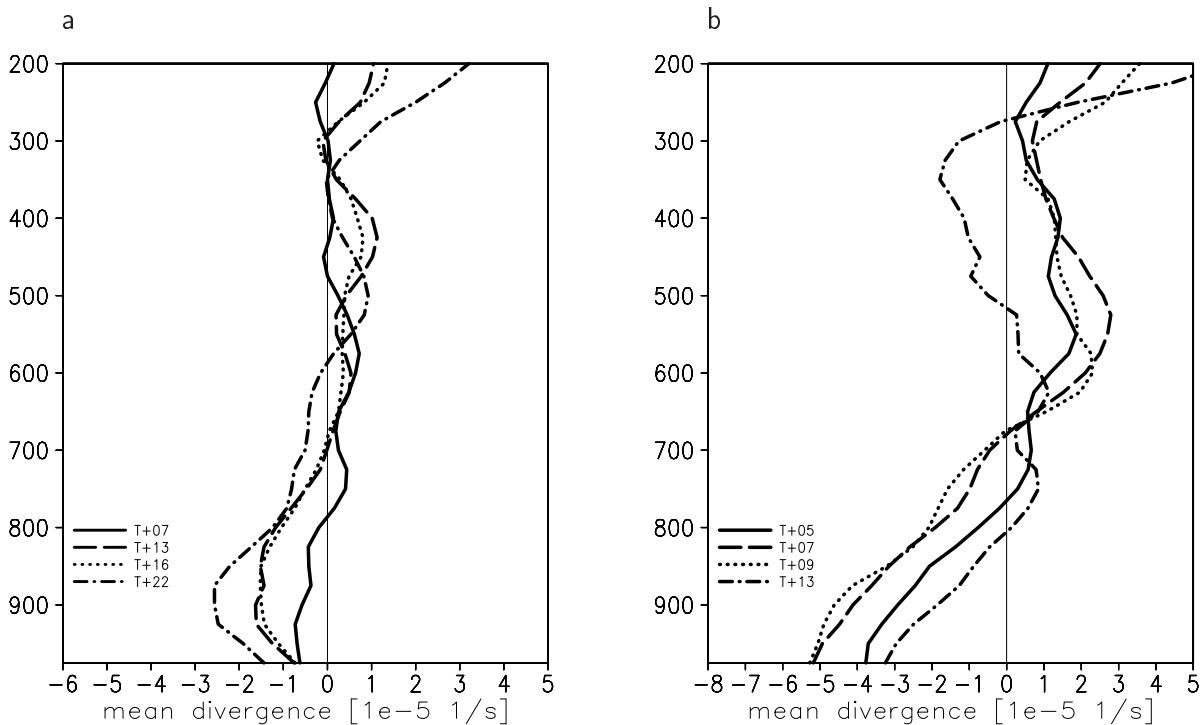 a
200
300
400
500
600
700
800
900
T+07
T+13
T+16
T+22
−6 −5 −4 −3 −2 −1 0 1 2 3 4 5
mean divergence [1e−5 1/s]
b
200
300
400
500
600
700
800
900
T+05
T+07
T+09
T+13
−8 −7 −6 −5 −4 −3 −2 −1 0 1 2 3 4 5
mean divergence [1e−5 1/s]